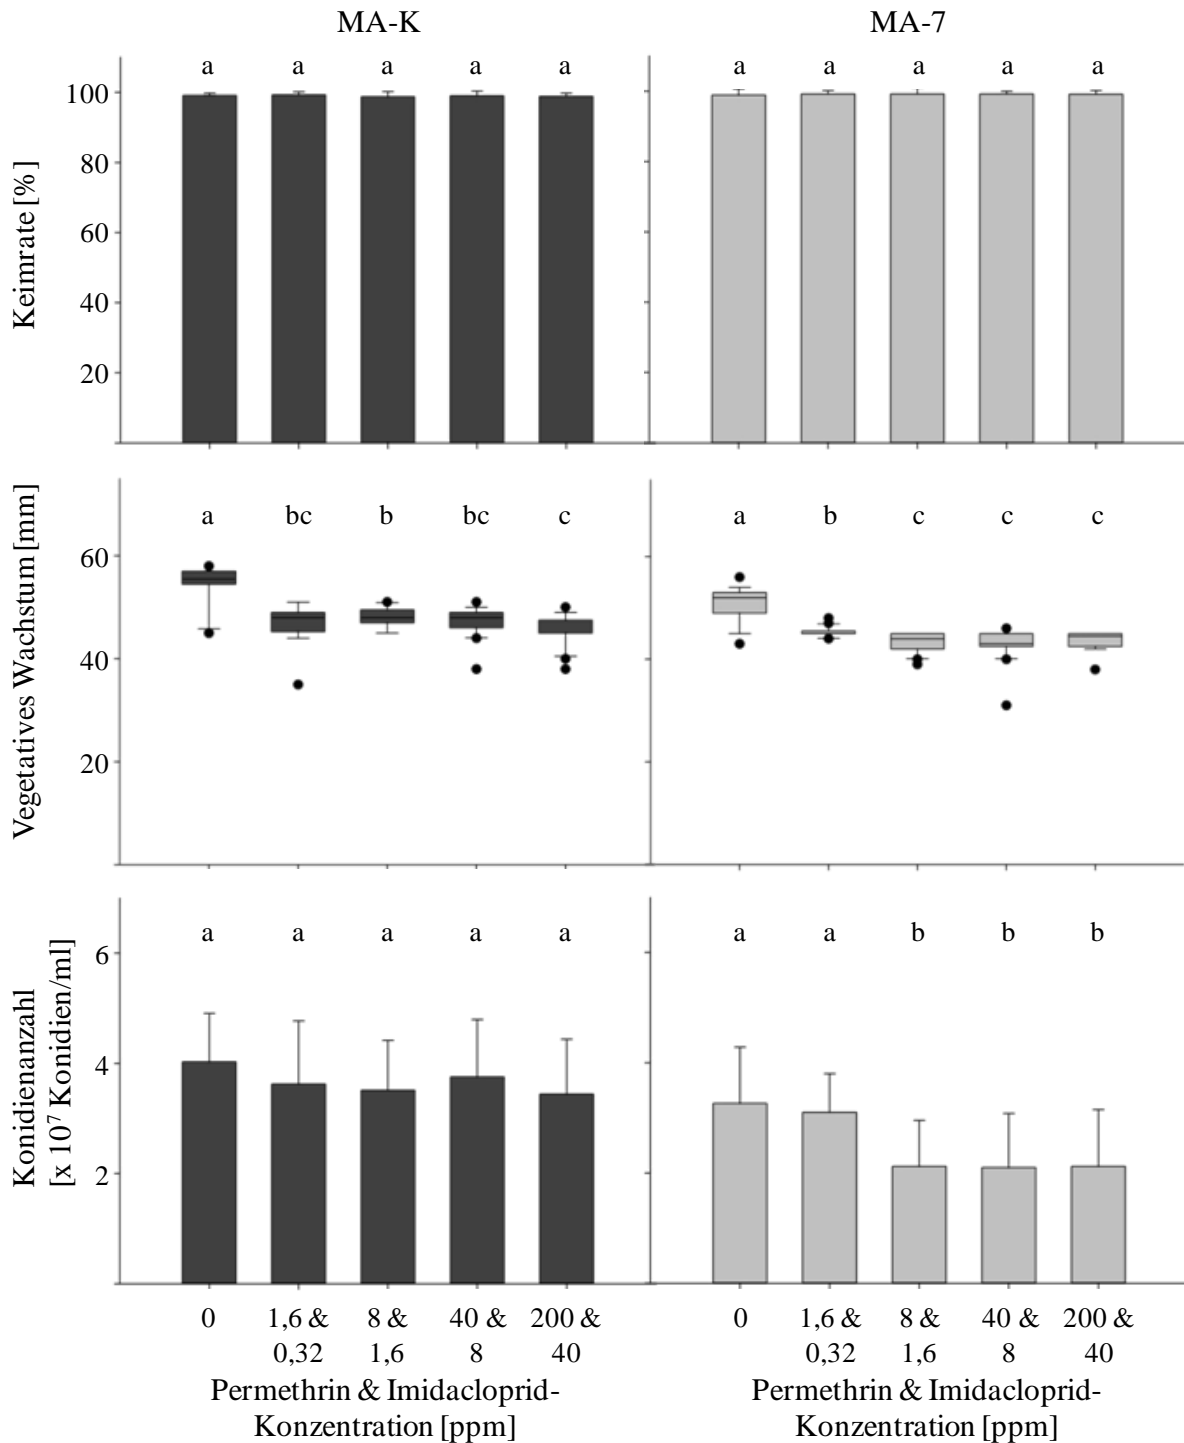 MA-K
MA-7
Keimrate [%]
a a a a a
a a a a a
100
80
60
40
20
Vegetatives Wachstum [mm]
a bc b bc c
a b c c c
60
40
20
Konidienanzahl
[x 10⁷ Konidien/ml]
a a a a a
a a b b b
6
4
2
0 1,6 & 8 & 40 & 200 &
0,32 1,6 8 40
Permethrin & Imidacloprid-
Konzentration [ppm]
0 1,6 & 8 & 40 & 200 &
0,32 1,6 8 40
Permethrin & Imidacloprid-
Konzentration [ppm]